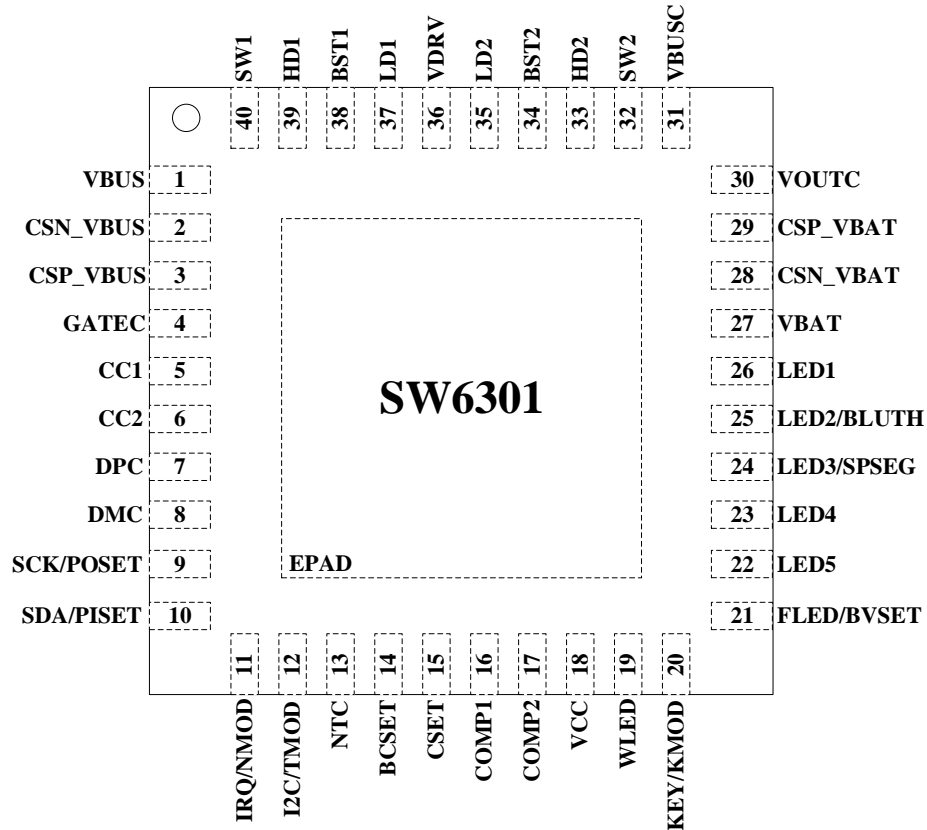 SW1 HD1 BST1 LD1 VDRV LD2 BST2 HD2 SW2 VBUSC
40 39 38 37 36 35 34 33 32 31
VBUS 1 30 VOUTC
CSN_VBUS 2 29 CSP_VBAT
CSP_VBUS 3 28 CSN_VBAT
GATEC 4 27 VBAT
CC1 5 26 LED1
SW6301
CC2 6 25 LED2/BLUTH
DPC 7 24 LED3/SPSEG
DMC 8 23 LED4
SCK/POSET 9 EPAD 22 LED5
SDA/PISET 10 21 FLED/BVSET
11 12 13 14 15 16 17 18 19 20
IRQ/NMOD I2C/TMOD NTC BCSET CSET COMP1 COMP2 VCC WLED KEY/KMOD